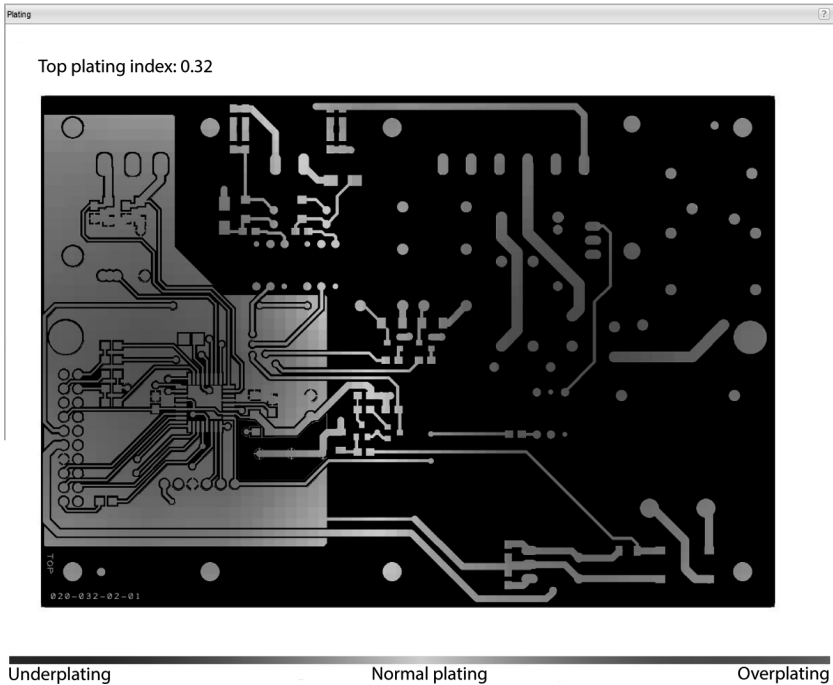 Plating
?
Top plating index: 0.32
TOP
020-032-02-01
Underplating
Normal plating
Overplating